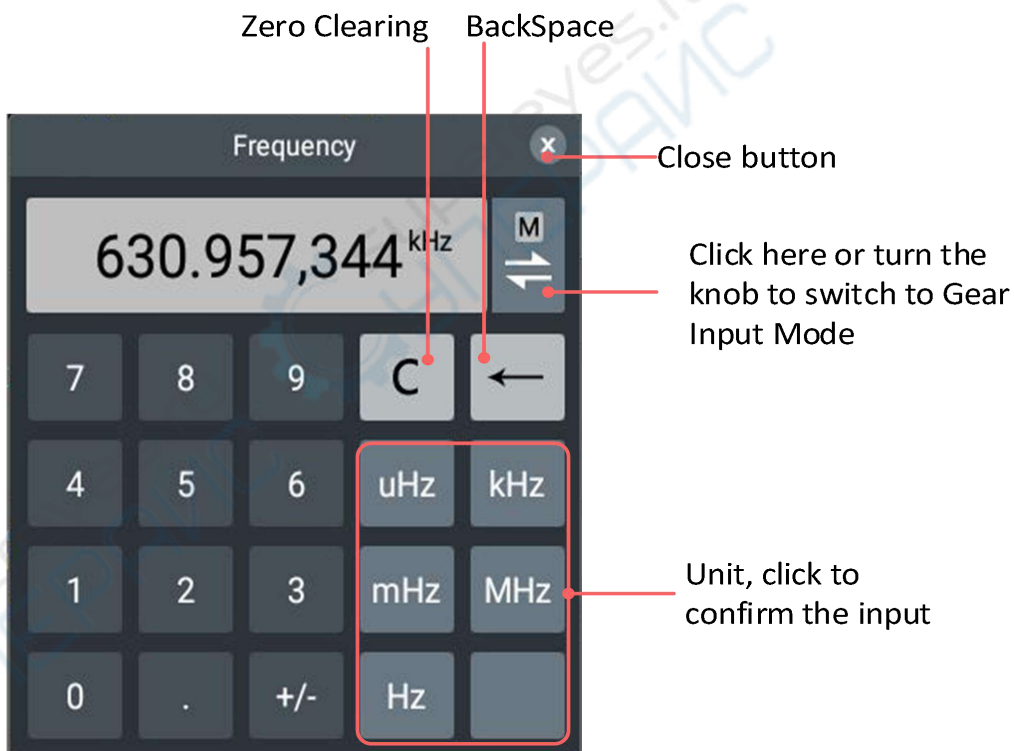 Zero Clearing BackSpace
Frequency x
Close button
630.957,344 kHz M
Click here or turn the
knob to switch to Gear
Input Mode
7 8 9 C ←
4 5 6 uHz kHz
1 2 3 mHz MHz
Unit, click to
confirm the input
0 . +/- Hz